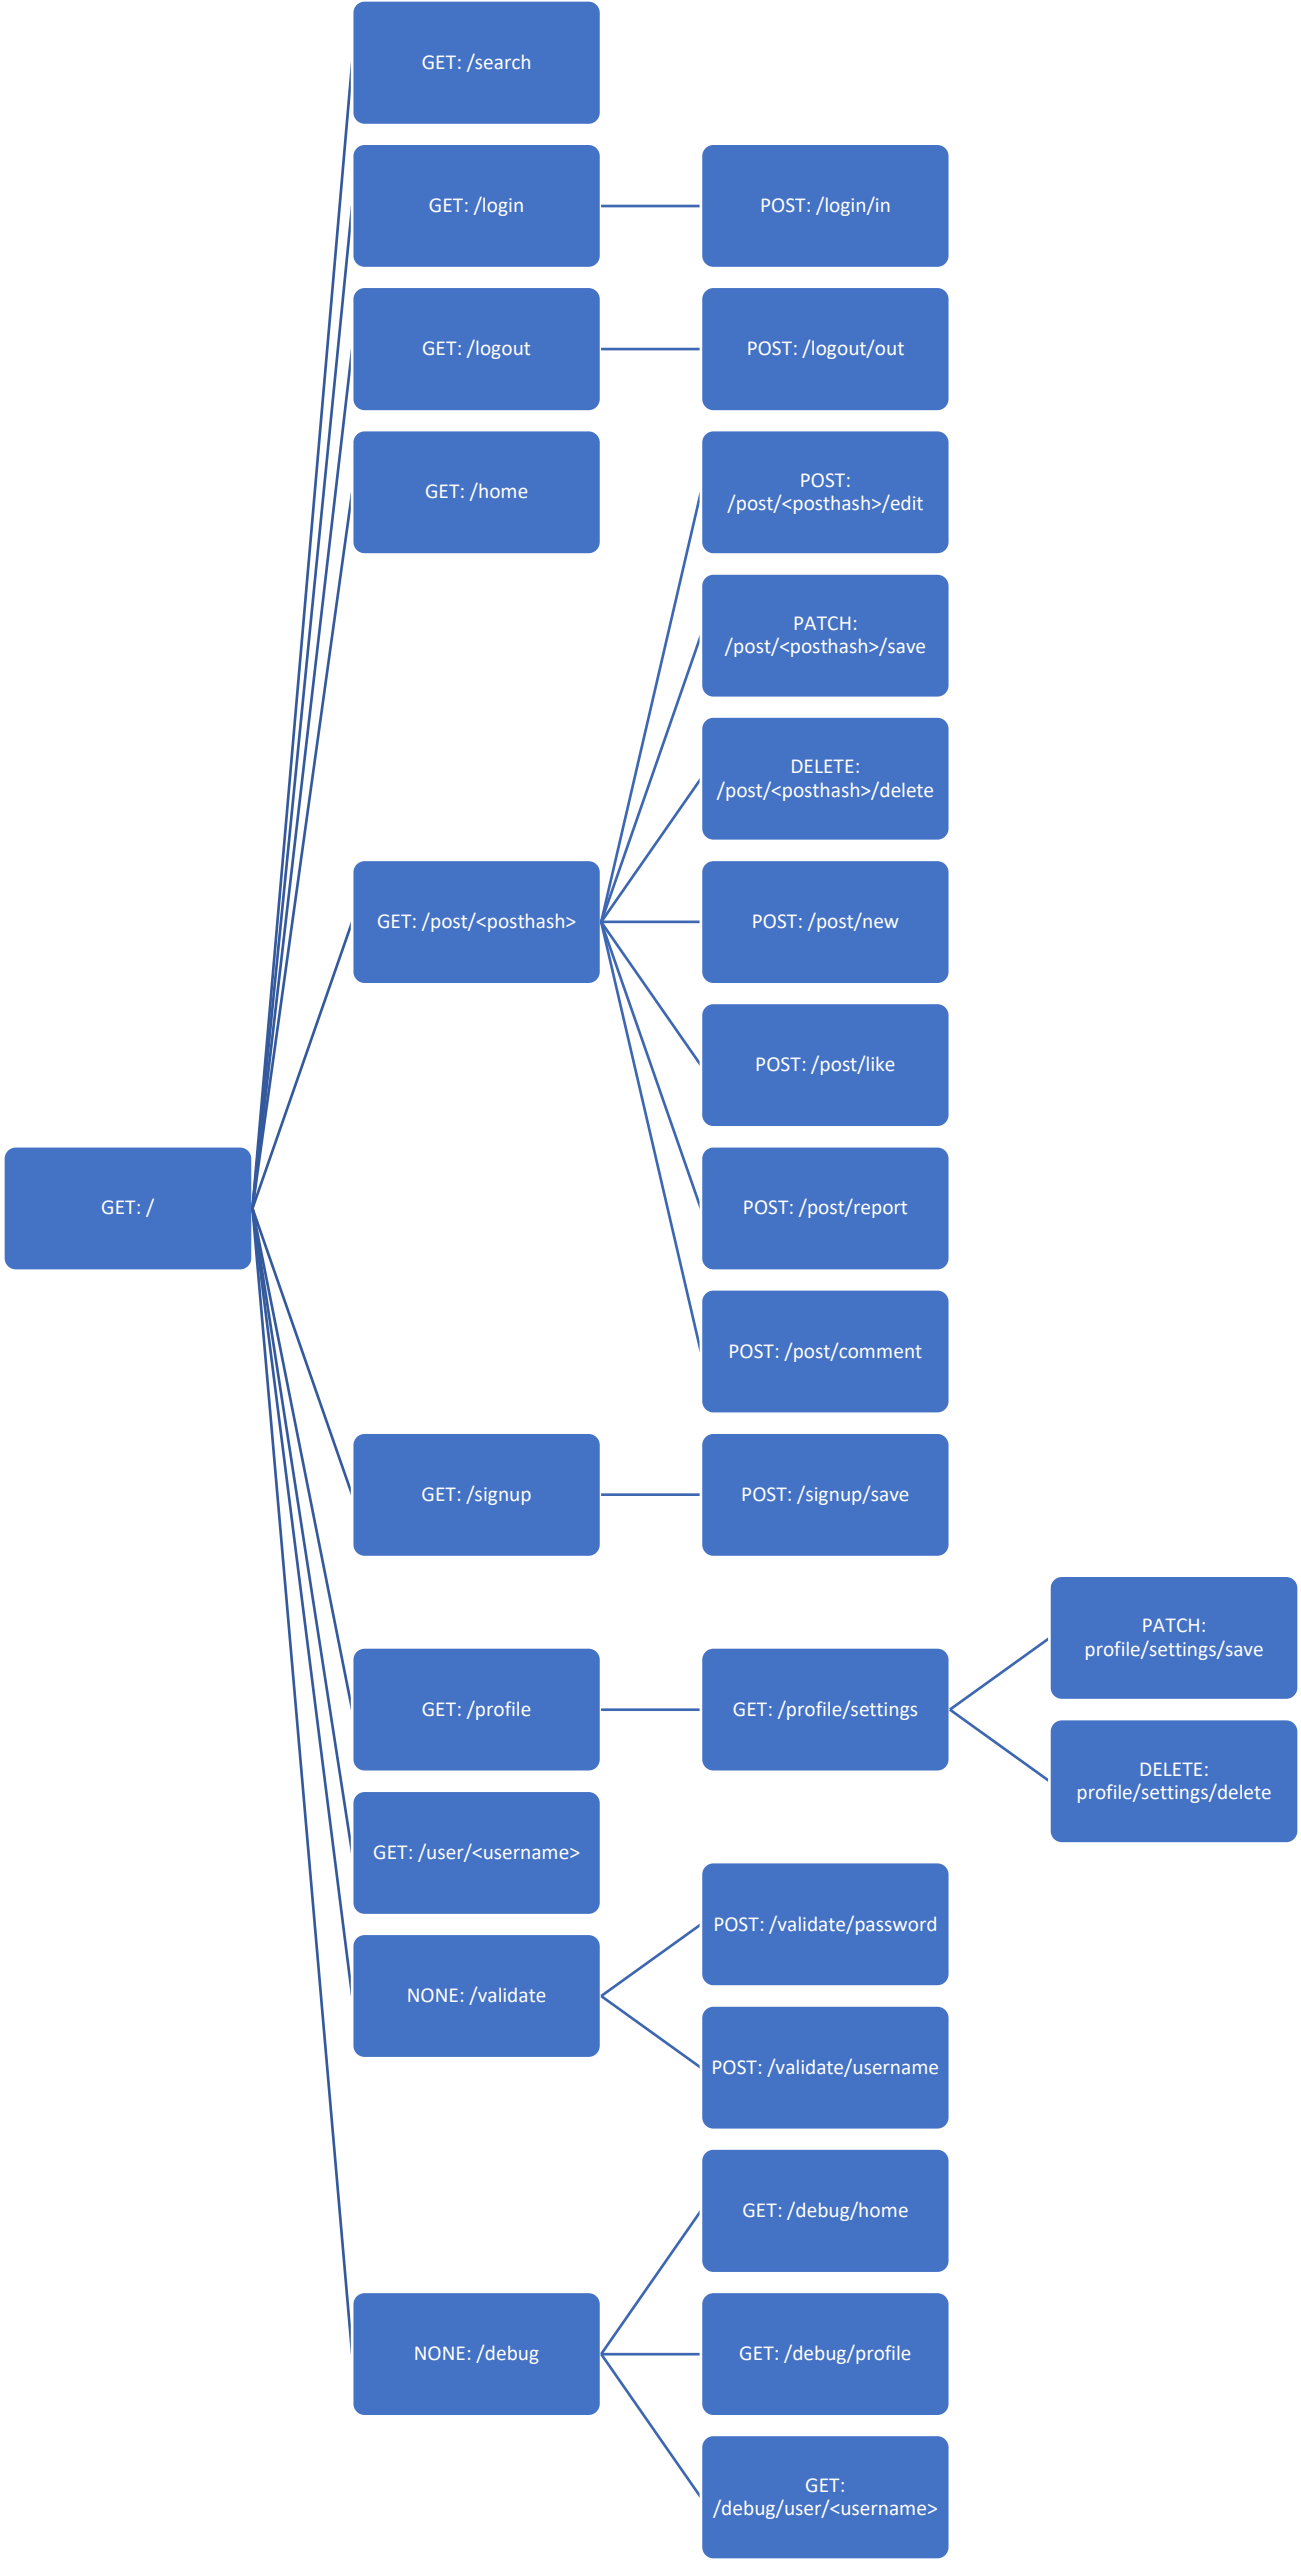 GET: /search
GET: /login
POST: /login/in
GET: /logout
POST: /logout/out
GET: /home
POST:
/post/<posthash>/edit
PATCH:
/post/<posthash>/save
DELETE:
/post/<posthash>/delete
GET: /post/<posthash>
POST: /post/new
POST: /post/like
GET: /
POST: /post/report
POST: /post/comment
GET: /signup
POST: /signup/save
PATCH:
profile/settings/save
GET: /profile
GET: /profile/settings
DELETE:
profile/settings/delete
GET: /user/<username>
POST: /validate/password
NONE: /validate
POST: /validate/username
GET: /debug/home
NONE: /debug
GET: /debug/profile
GET:
/debug/user/<username>